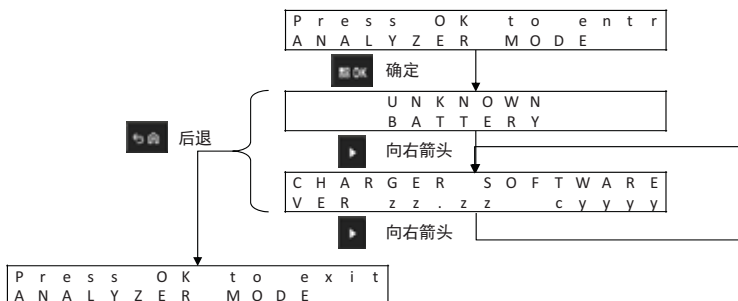 Press OK to entr
ANALYZER MODE
OK 确定
UNKNOWN
BATTERY
后退
向右箭头
CHARGER SOFTWARE
VER zz.zz cyyyy
向右箭头
Press OK to exit
ANALYZER MODE